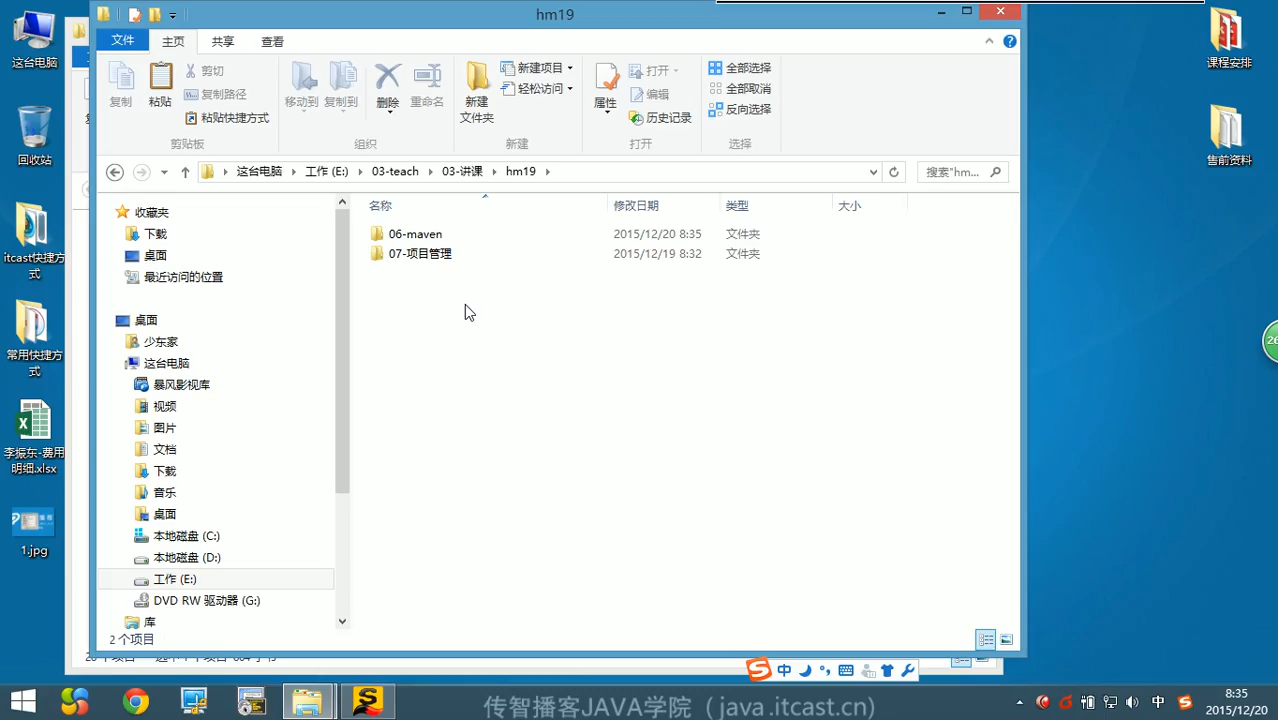 hm19
文件
主页
共享
查看
复制
粘贴
剪切
复制路径
粘贴快捷方式
剪贴板
移动到
复制到
删除
重命名
组织
新建
文件夹
新建项目
轻松访问
新建
属性
打开
编辑
历史记录
打开
全部选择
全部取消
反向选择
选择
这台电脑
工作 (E:)
03-teach
03-讲课
hm19
搜索"hm...
名称
修改日期
类型
大小
06-maven
2015/12/20 8:35
文件夹
07-项目管理
2015/12/19 8:32
文件夹
收藏夹
下载
桌面
最近访问的位置
桌面
少东家
这台电脑
暴风影视库
视频
图片
文档
下载
音乐
桌面
本地磁盘 (C:)
本地磁盘 (D:)
工作 (E:)
DVD RW 驱动器 (G:)
库
2 个项目
这台电脑
回收站
itcast快捷方
式
常用快捷方
式
李振东-费用
明细.xlsx
1.jpg
课程安排
售前资料
26
中
传智播客JAVA学院（java.itcast.cn）
中
8:35
2015/12/20